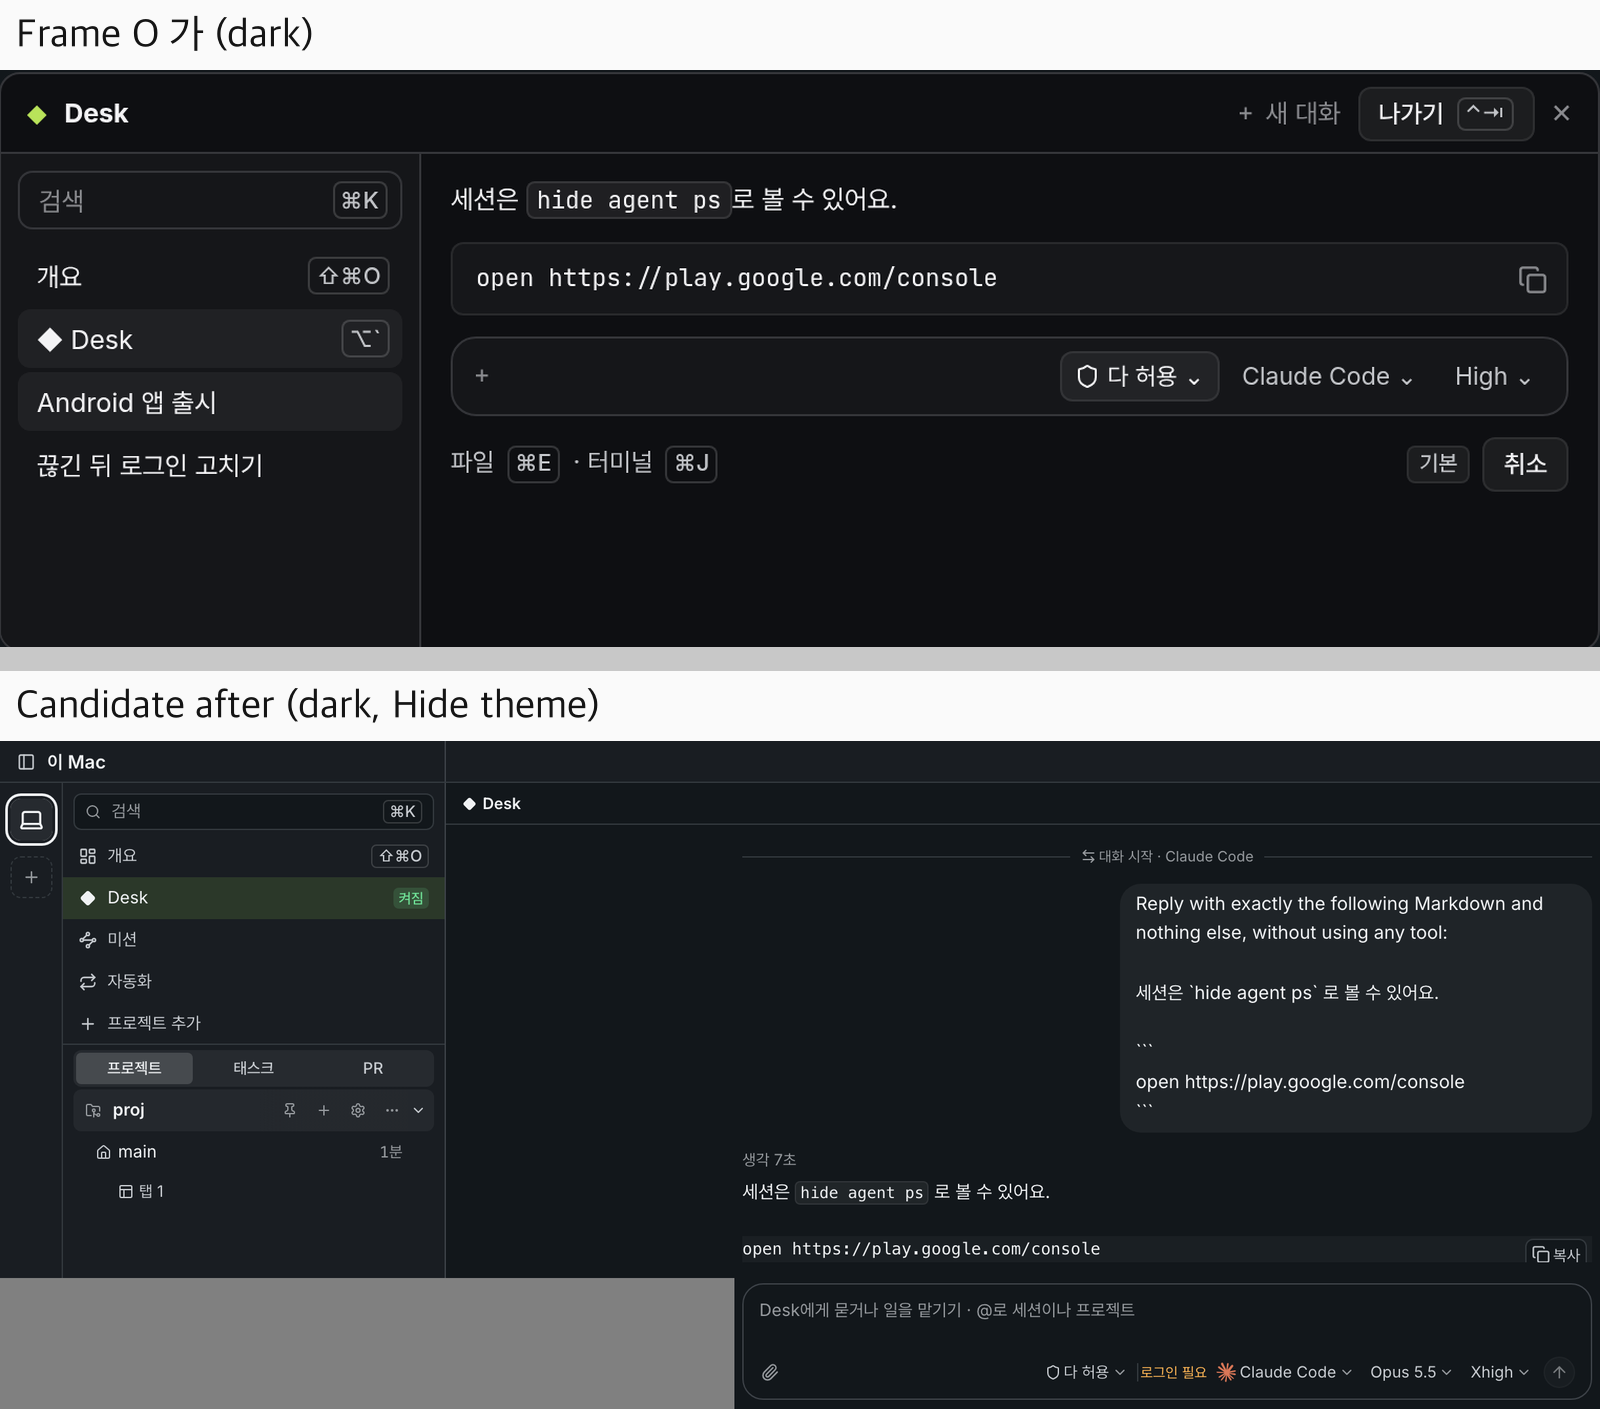 Frame O 가 (dark)
Desk
+ 새 대화
나가기 ^⇥
×
검색 ⌘K
개요 ⇧⌘O
Desk ⌥`
Android 앱 출시
끊긴 뒤 로그인 고치기
세션은 hide agent ps로 볼 수 있어요.
open https://play.google.com/console
+ 다 허용 Claude Code High
파일 ⌘E · 터미널 ⌘J
기본 취소
Candidate after (dark, Hide theme)
이 Mac
검색 ⌘K
개요 ⇧⌘O
Desk 켜짐
미션
자동화
+ 프로젝트 추가
프로젝트 태스크 PR
proj
main 1분
탭 1
Desk
대화 시작 · Claude Code
Reply with exactly the following Markdown and
nothing else, without using any tool:
세션은 `hide agent ps` 로 볼 수 있어요.
```
open https://play.google.com/console
```
생각 7초
세션은 hide agent ps 로 볼 수 있어요.
open https://play.google.com/console
복사
Desk에게 묻거나 일을 맡기기 · @로 세션이나 프로젝트
다 허용 로그인 필요 Claude Code Opus 5.5 Xhigh